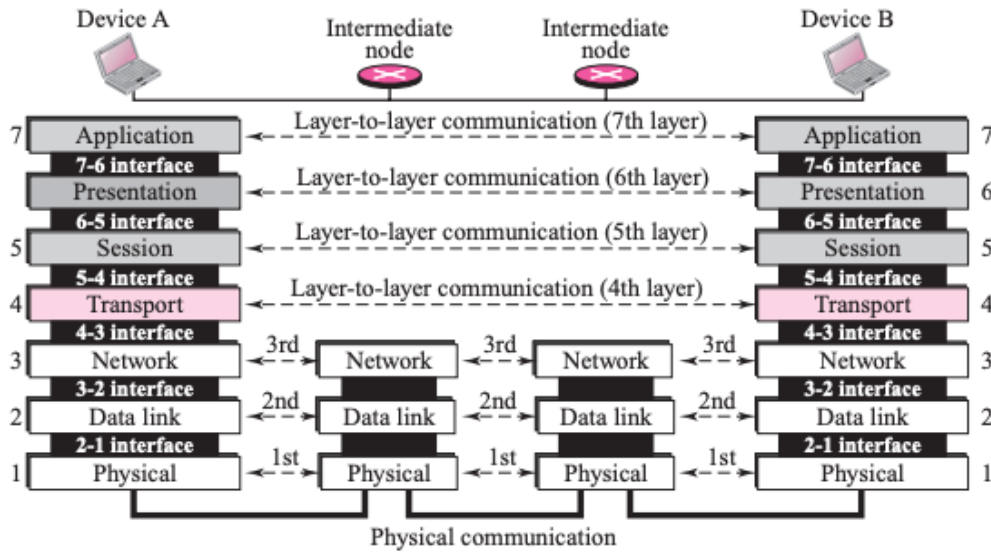 Device A
Intermediate
node
Intermediate
node
Device B
7 Application Layer-to-layer communication (7th layer) Application 7
7-6 interface 7-6 interface
Presentation Layer-to-layer communication (6th layer) Presentation 6
6-5 interface 6-5 interface
5 Session Layer-to-layer communication (5th layer) Session 5
5-4 interface 5-4 interface
4 Transport Layer-to-layer communication (4th layer) Transport 4
4-3 interface 4-3 interface
3 Network 3rd Network 3rd Network 3rd Network 3
3-2 interface 3-2 interface
2 Data link 2nd Data link 2nd Data link 2nd Data link 2
2-1 interface 2-1 interface
1 Physical 1st Physical 1st Physical 1st Physical 1
Physical communication